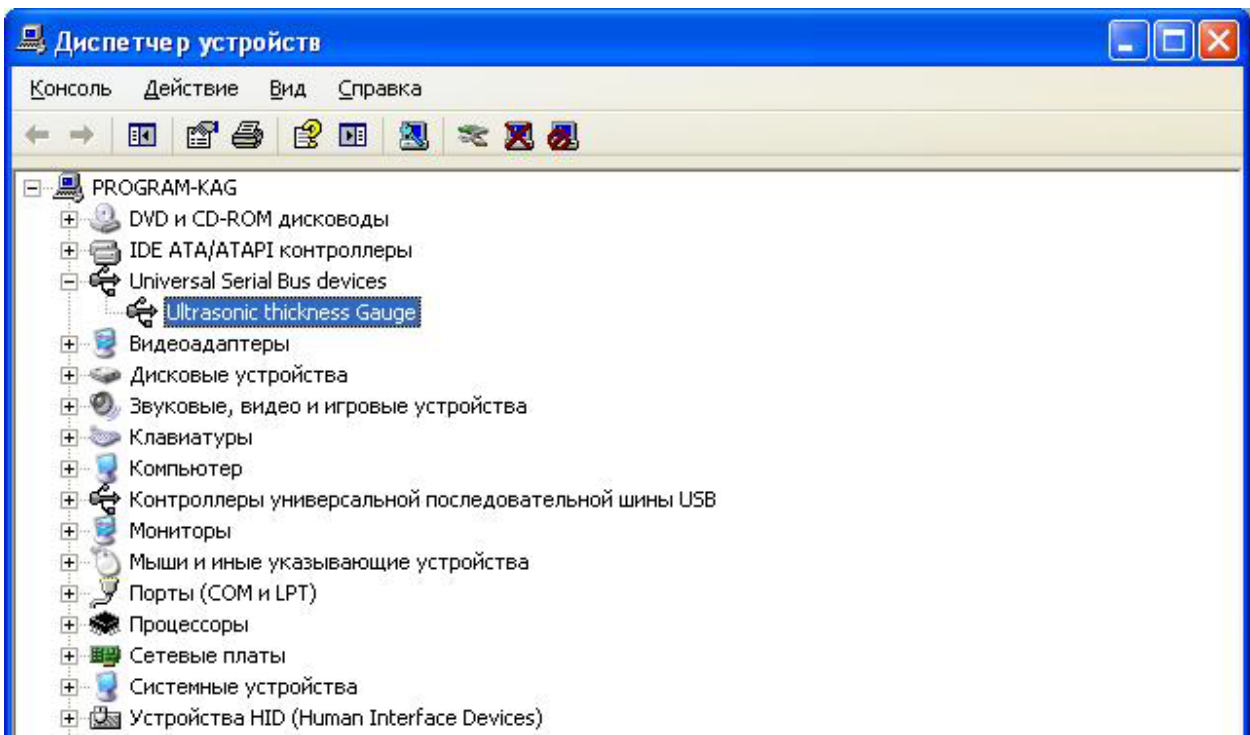 Диспетчер устройств
Консоль Действие Вид Справка
PROGRAM-KAG
DVD и CD-ROM дисководы
IDE ATA/ATAPI контроллеры
Universal Serial Bus devices
Ultrasonic thickness Gauge
Видеоадаптеры
Дисковые устройства
Звуковые, видео и игровые устройства
Клавиатуры
Компьютер
Контроллеры универсальной последовательной шины USB
Мониторы
Мыши и иные указывающие устройства
Порты (COM и LPT)
Процессоры
Сетевые платы
Системные устройства
Устройства HID (Human Interface Devices)